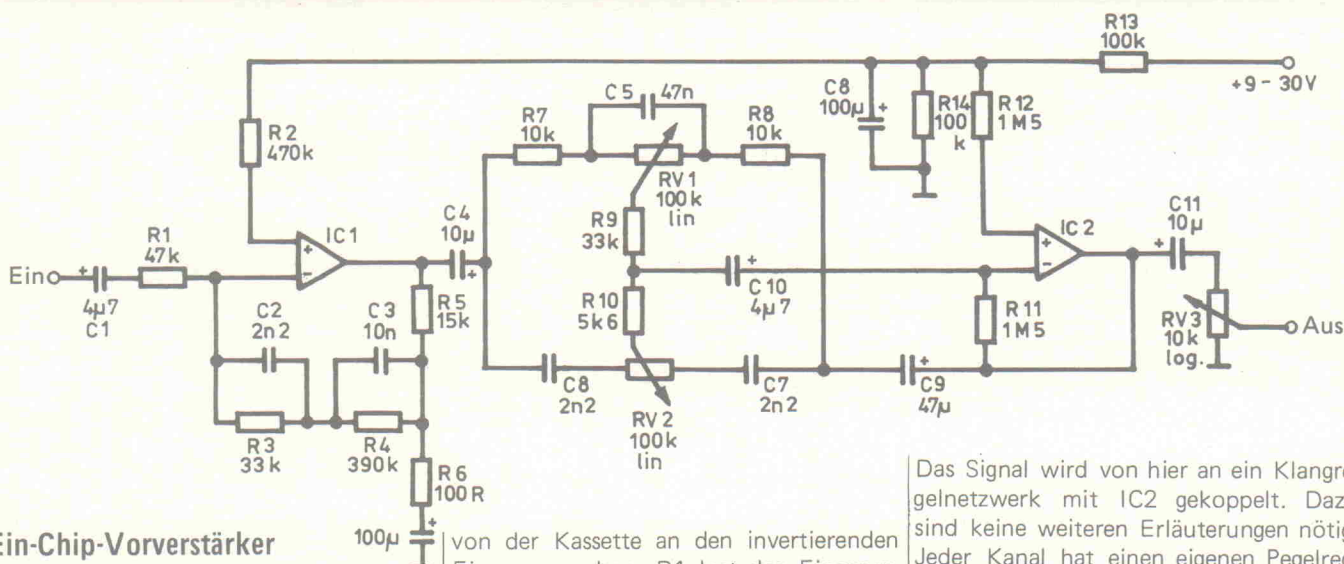 R13
100k
+9 - 30V
C8
100µ
R14
100
k
R12
1M5
C5
47n
R7
10k
R8
10k
R2
470k
RV1
100k
lin
C4
10µ
IC1
R9
33k
IC2
C11
10µ
R1
47k
Ein
4µ7
C1
R5
15k
C10
4µ7
R10
5k6
R11
1M5
RV3
10k
log.
Aus
C2
2n2
C3
10n
C8
2n2
C7
2n2
C9
47µ
RV2
100k
lin
R3
33k
R4
390k
R6
100R
100µ
Ein-Chip-Vorverstärker
von der Kassette an den invertierenden
Das Signal wird von hier an ein Klangre
gelnetzwerk mit IC2 gekoppelt. Daz
sind keine weiteren Erläuterungen nötig
Jeder Kanal hat einen eigenen Pegelreg